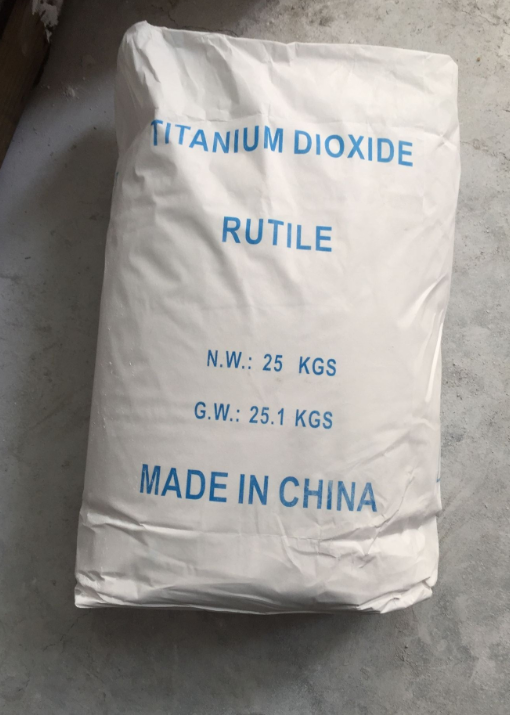 TITANIUM DIOXIDE
RUTILE
N.W.: 25 KGS
G.W.: 25.1 KGS
MADE IN CHINA